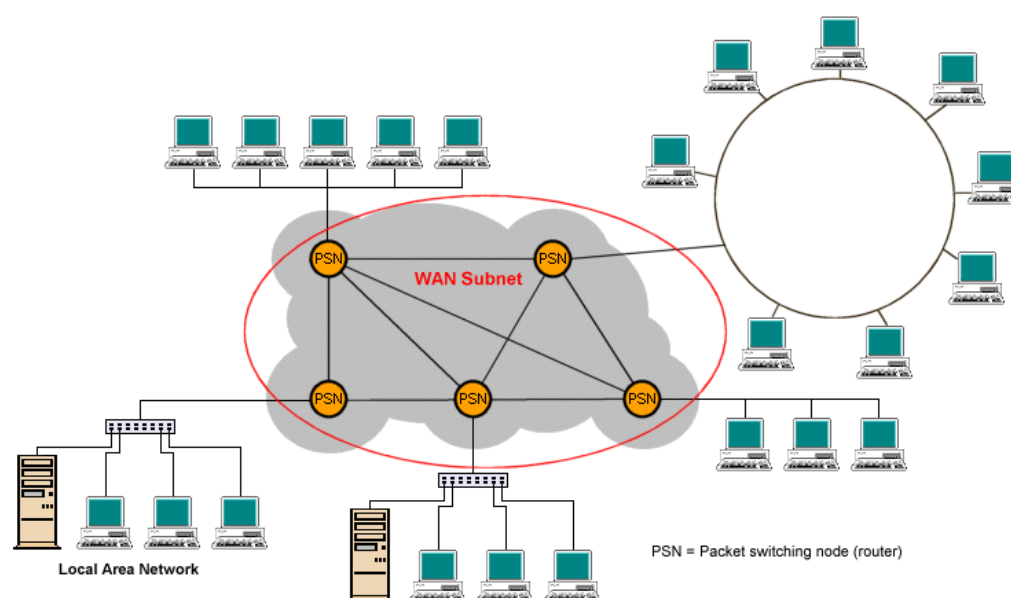 PSN
PSN
WAN Subnet
PSN
PSN
PSN
Local Area Network
PSN = Packet switching node (router)